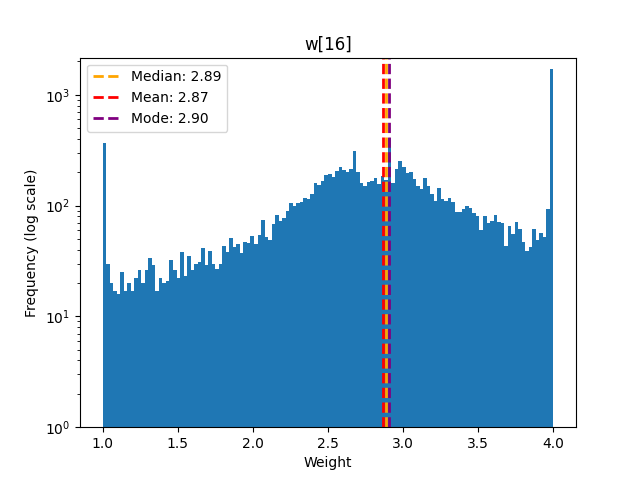 w[16]
Median: 2.89
Mean: 2.87
Mode: 2.90
Frequency (log scale)
10³
10²
10¹
10⁰
1.0 1.5 2.0 2.5 3.0 3.5 4.0
Weight